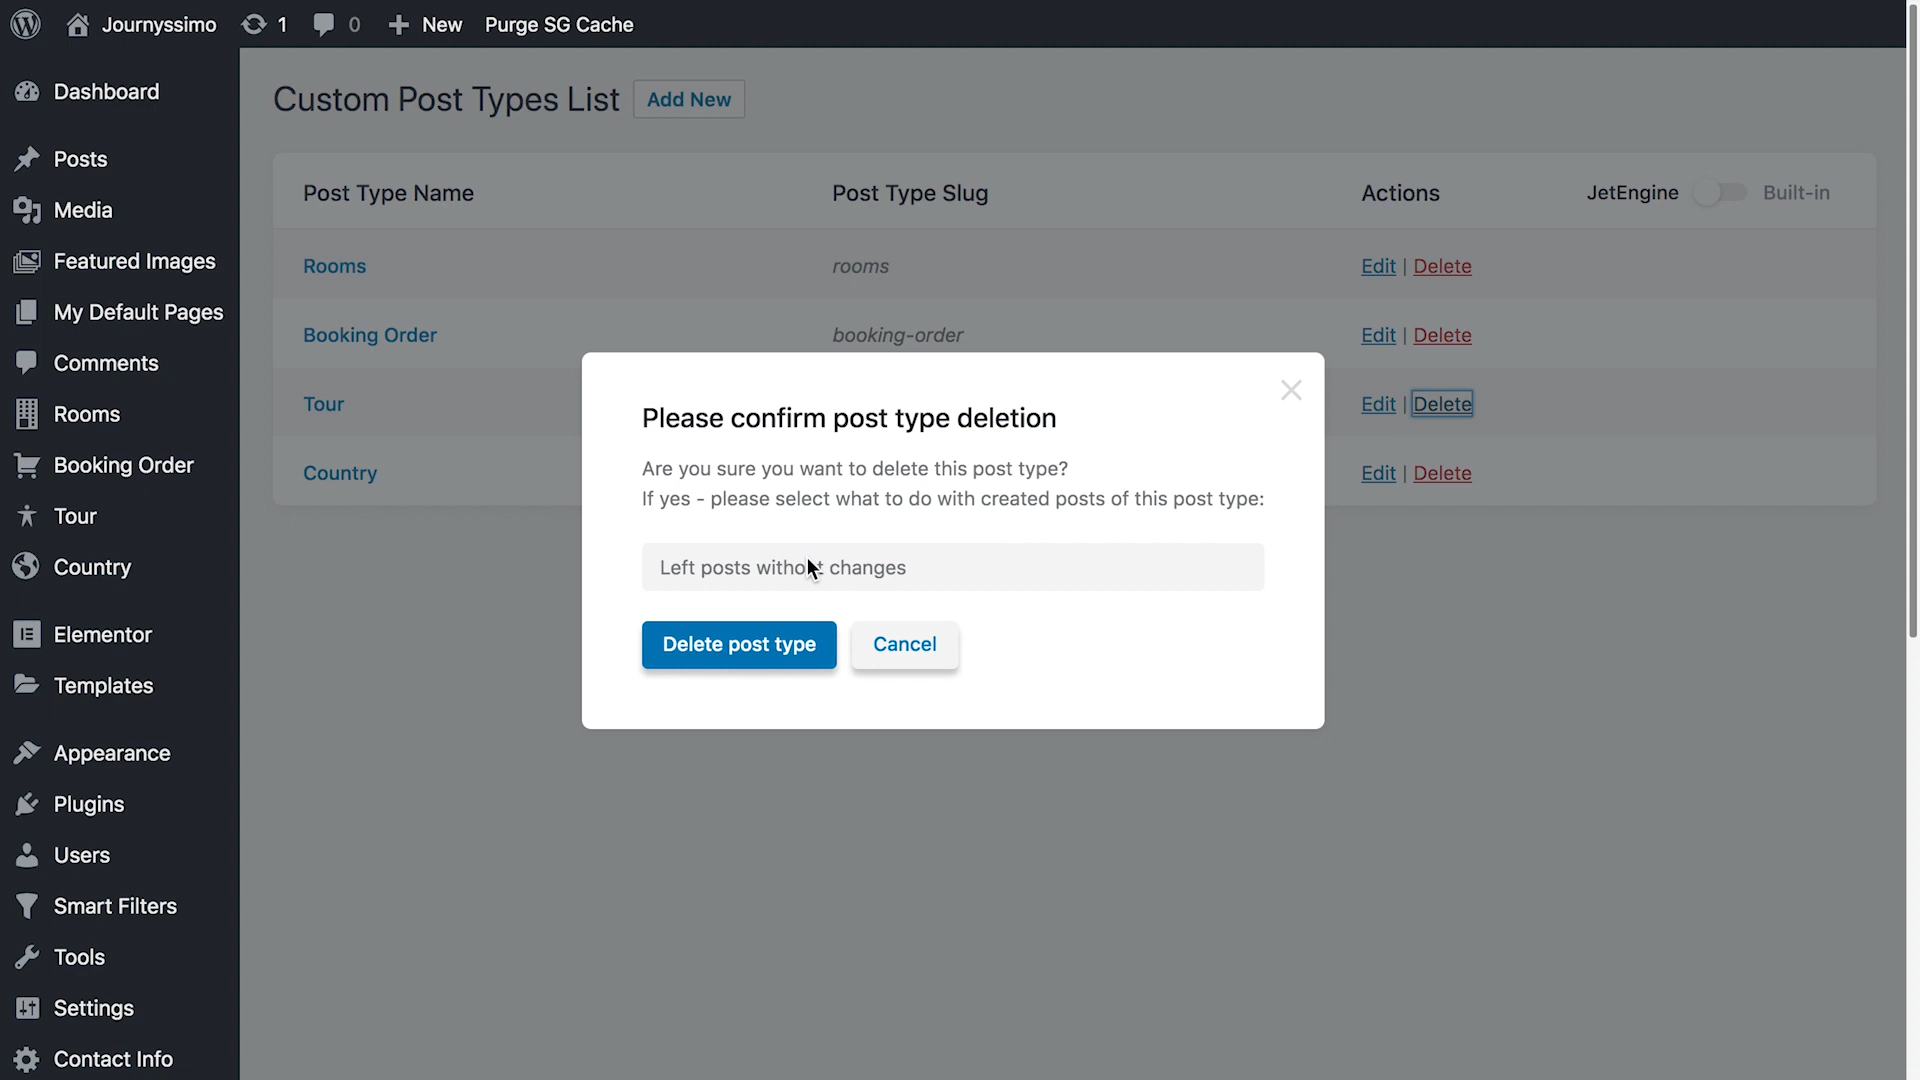 Journyssimo 1 0 New Purge SG Cache
Dashboard
Posts
Media
Featured Images
My Default Pages
Comments
Rooms
Booking Order
Tour
Country
Elementor
Templates
Appearance
Plugins
Users
Smart Filters
Tools
Settings
Contact Info
Custom Post Types List Add New
Post Type Name Post Type Slug Actions JetEngine Built-in
Rooms rooms Edit | Delete
Booking Order booking-order Edit | Delete
Tour Edit | Delete
Country Edit | Delete
Please confirm post type deletion
Are you sure you want to delete this post type?
If yes - please select what to do with created posts of this post type:
Left posts without changes
Delete post type Cancel